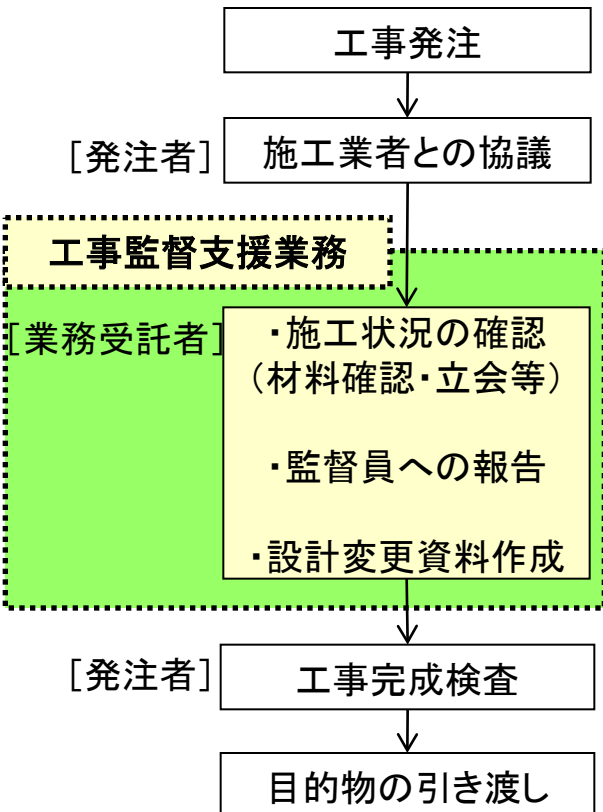 工事発注
[発注者]
施工業者との協議
工事監督支援業務
[業務受託者]
・施工状況の確認
（材料確認・立会等）
・監督員への報告
・設計変更資料作成
[発注者]
工事完成検査
目的物の引き渡し